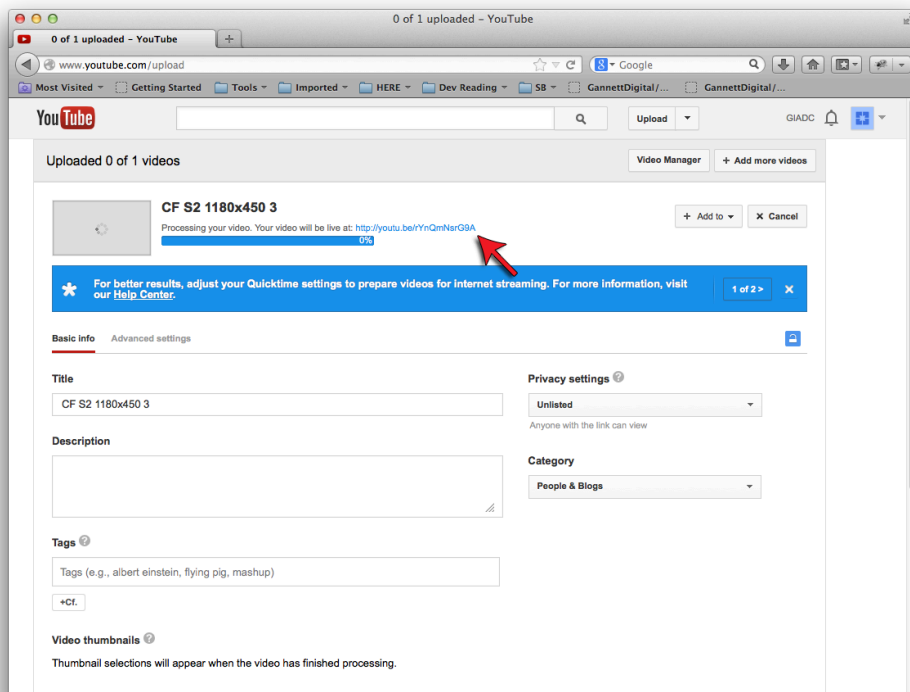 0 of 1 uploaded – YouTube
0 of 1 uploaded – YouTube
www.youtube.com/upload
Google
Most Visited
Getting Started
Tools
Imported
HERE
Dev Reading
SB
GannettDigital/...
GannettDigital/...
YouTube
Upload
GIADC
Uploaded 0 of 1 videos
Video Manager
+ Add more videos
CF S2 1180x450 3
Processing your video. Your video will be live at: http://youtu.be/rYnQmNsrG9A
0%
+ Add to
x Cancel
For better results, adjust your Quicktime settings to prepare videos for internet streaming. For more information, visit
our Help Center.
1 of 2 >
Basic info
Advanced settings
Title
CF S2 1180x450 3
Privacy settings
Unlisted
Anyone with the link can view
Description
Category
People & Blogs
Tags
Tags (e.g., albert einstein, flying pig, mashup)
+Cf.
Video thumbnails
Thumbnail selections will appear when the video has finished processing.